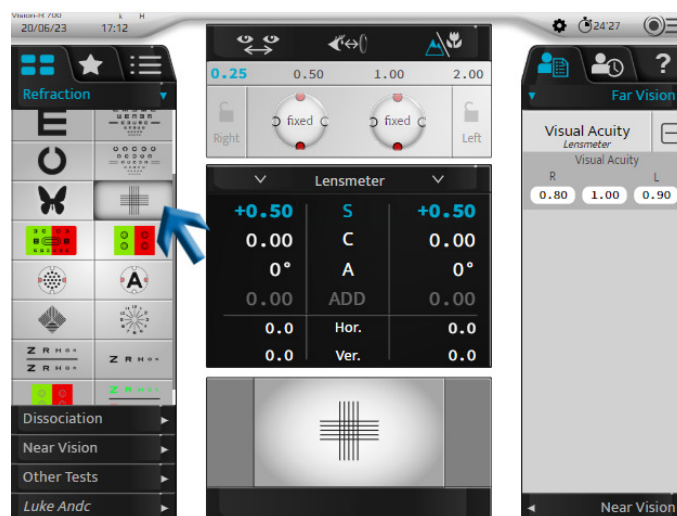 Vision-R 700
20/06/23 17:12
24'27
Refraction
Dissociation
Near Vision
Other Tests
Luke Andc
0.25 0.50 1.00 2.00
Right fixed fixed Left
Lensmeter
+0.50 S +0.50
0.00 C 0.00
0° A 0°
0.00 ADD 0.00
0.0 Hor. 0.0
0.0 Ver. 0.0
?
Far Vision
Visual Acuity
Lensmeter
Visual Acuity
R L
0.80 1.00 0.90
Near Vision